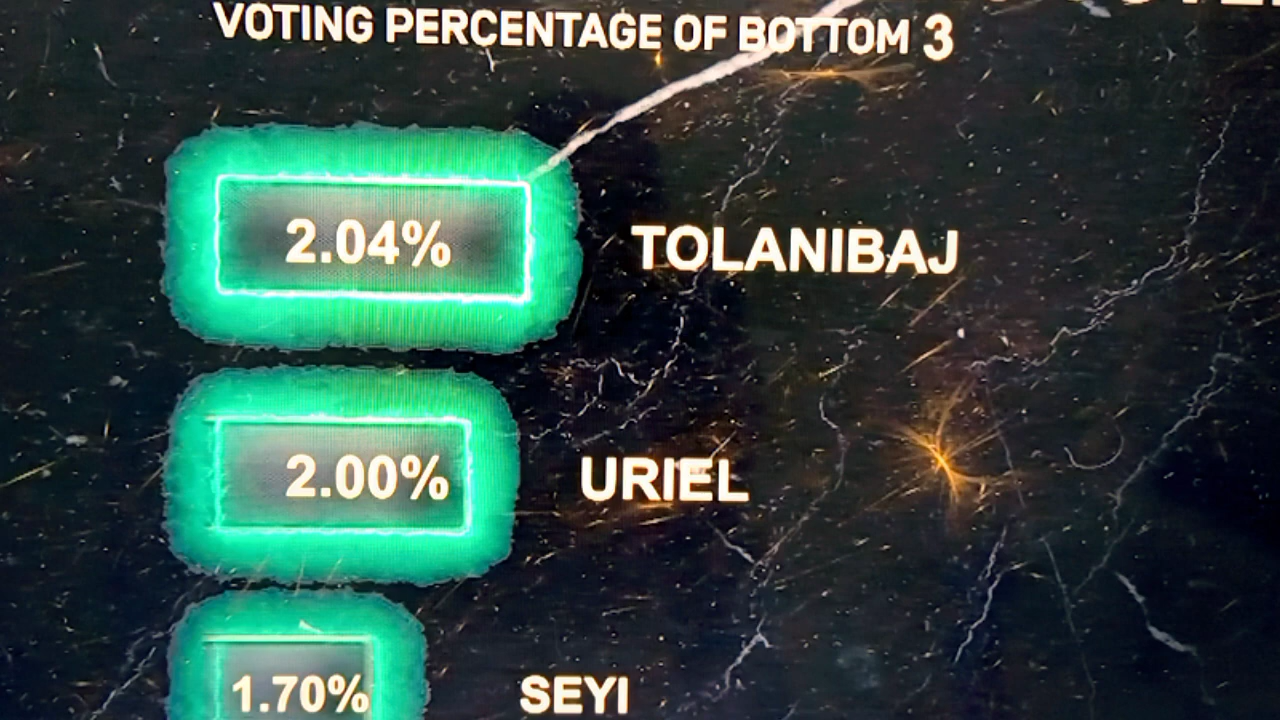 VOTING PERCENTAGE OF BOTTOM 3
2.04% TOLANIBAJ
2.00% URIEL
1.70% SEYI